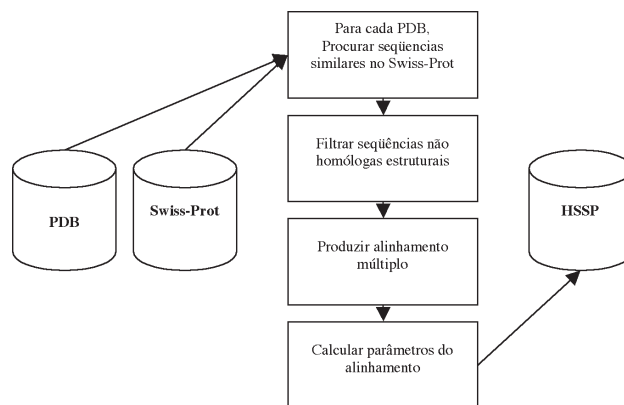 Para cada PDB,
Procurar seqüencias
similares no Swiss-Prot
Filtrar seqüências não
homólogas estruturais
PDB
Swiss-Prot
HSSP
Produzir alinhamento
múltiplo
Calcular parâmetros do
alinhamento